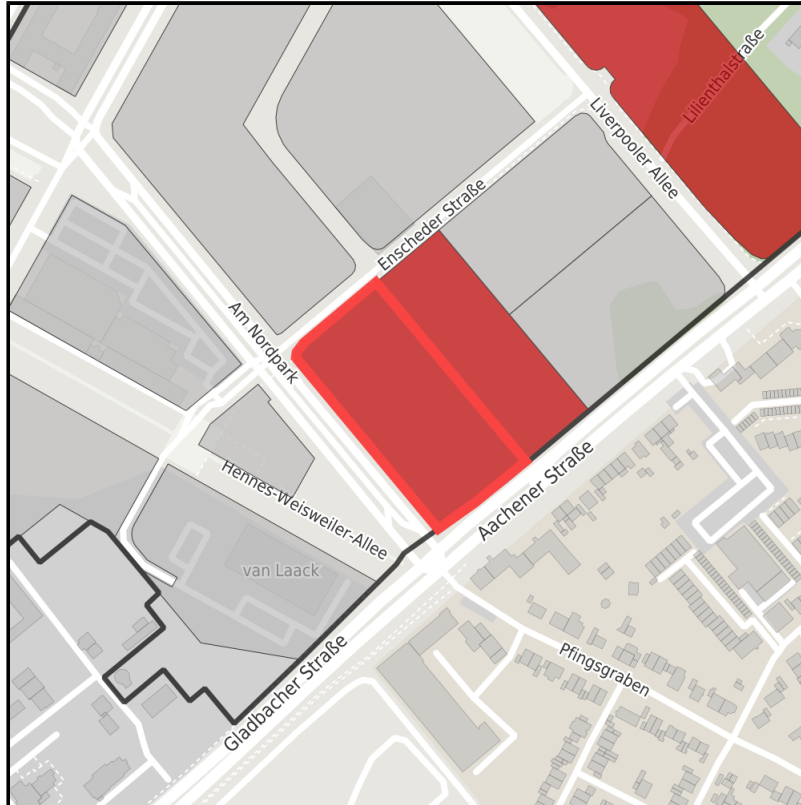 Lilienthalstraße
Liverpooler Allee
Enscheder Straße
Am Nordpark
Hennes-Weisweiler-Allee
Aachener Straße
van Laack
Gladbacher Straße
Pfingsgraben